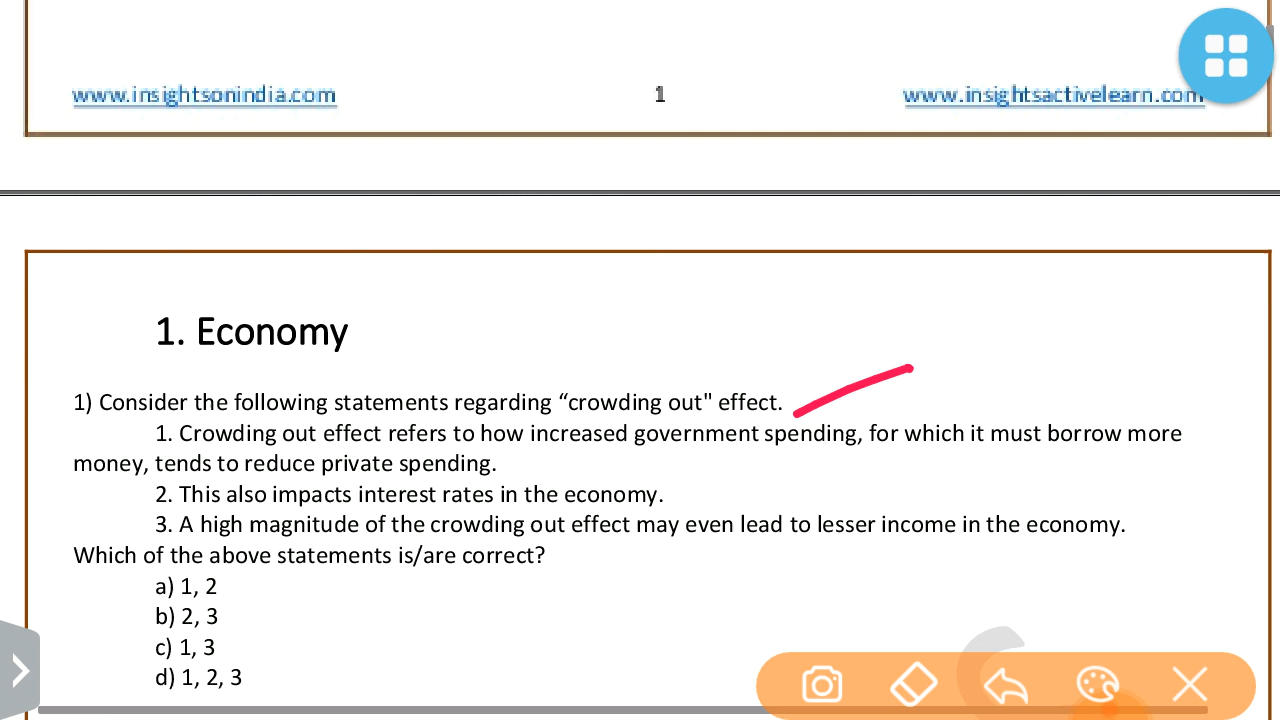 www.insightsonindia.com 1 www.insightsactivelearn.com
1. Economy
1) Consider the following statements regarding “crowding out" effect.
1. Crowding out effect refers to how increased government spending, for which it must borrow more
money, tends to reduce private spending.
2. This also impacts interest rates in the economy.
3. A high magnitude of the crowding out effect may even lead to lesser income in the economy.
Which of the above statements is/are correct?
a) 1, 2
b) 2, 3
c) 1, 3
d) 1, 2, 3